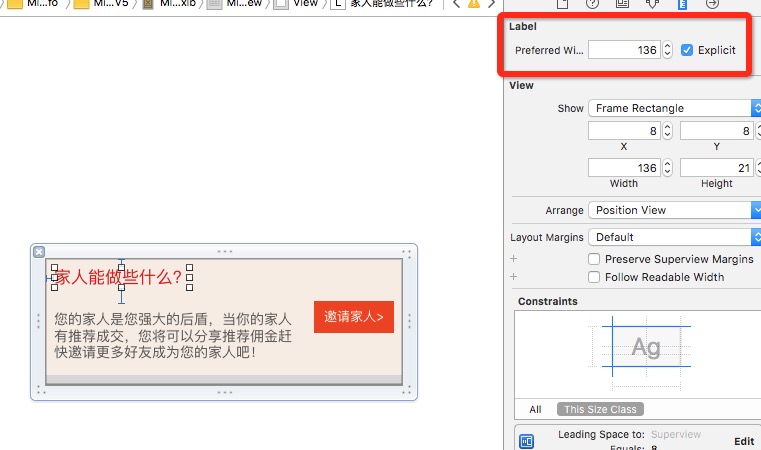 Mi...fo
Mi...V5
Mi...xib
Mi...ew
View
L 家人能做些什么?
Label
Preferred Wi...
136
Explicit
View
Show
Frame Rectangle
8
8
X
Y
136
21
Width
Height
Arrange
Position View
Layout Margins
Default
Preserve Superview Margins
Follow Readable Width
Constraints
Ag
All
This Size Class
Leading Space to: Superview
Equals: 8
Edit
家人能做些什么?
您的家人是您强大的后盾，当你的家人
有推荐成交，您将可以分享推荐佣金赶
快邀请更多好友成为您的家人吧!
邀请家人>